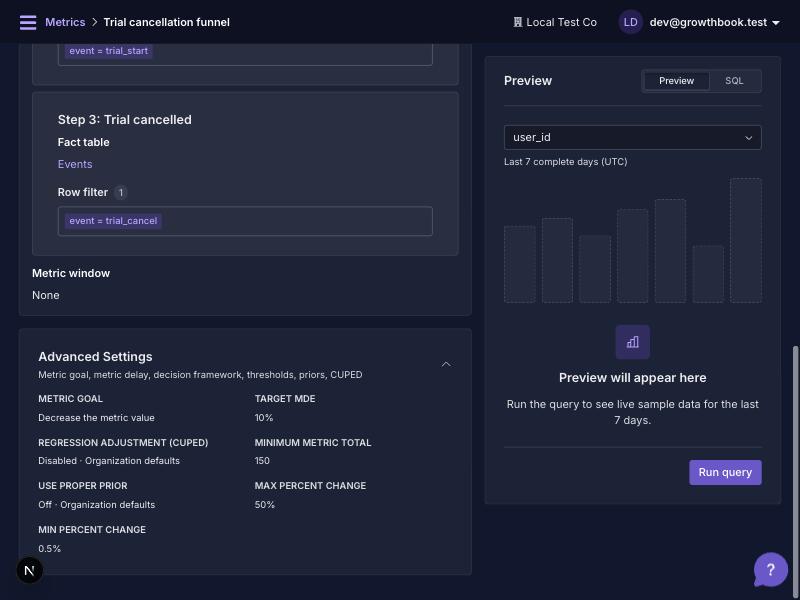 Metrics > Trial cancellation funnel
Local Test Co
LD
dev@growthbook.test
event = trial_start
Step 3: Trial cancelled
Fact table
Events
Row filter 1
event = trial_cancel
Metric window
None
Advanced Settings
Metric goal, metric delay, decision framework, thresholds, priors, CUPED
METRIC GOAL
Decrease the metric value
TARGET MDE
10%
REGRESSION ADJUSTMENT (CUPED)
Disabled · Organization defaults
MINIMUM METRIC TOTAL
150
USE PROPER PRIOR
Off · Organization defaults
MAX PERCENT CHANGE
50%
MIN PERCENT CHANGE
0.5%
N
Preview
Preview
SQL
user_id
Last 7 complete days (UTC)
Preview will appear here
Run the query to see live sample data for the last
7 days.
Run query
?